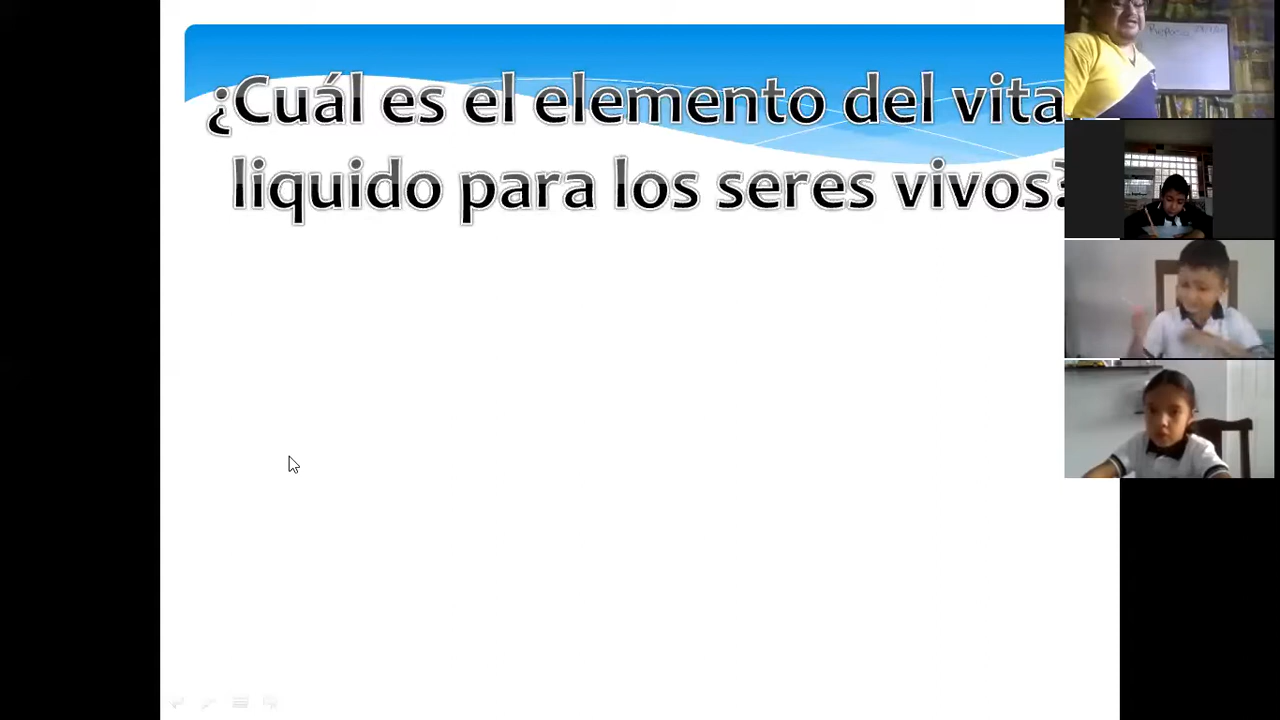 ¿Cuál es el elemento del vita
liquido para los seres vivos?